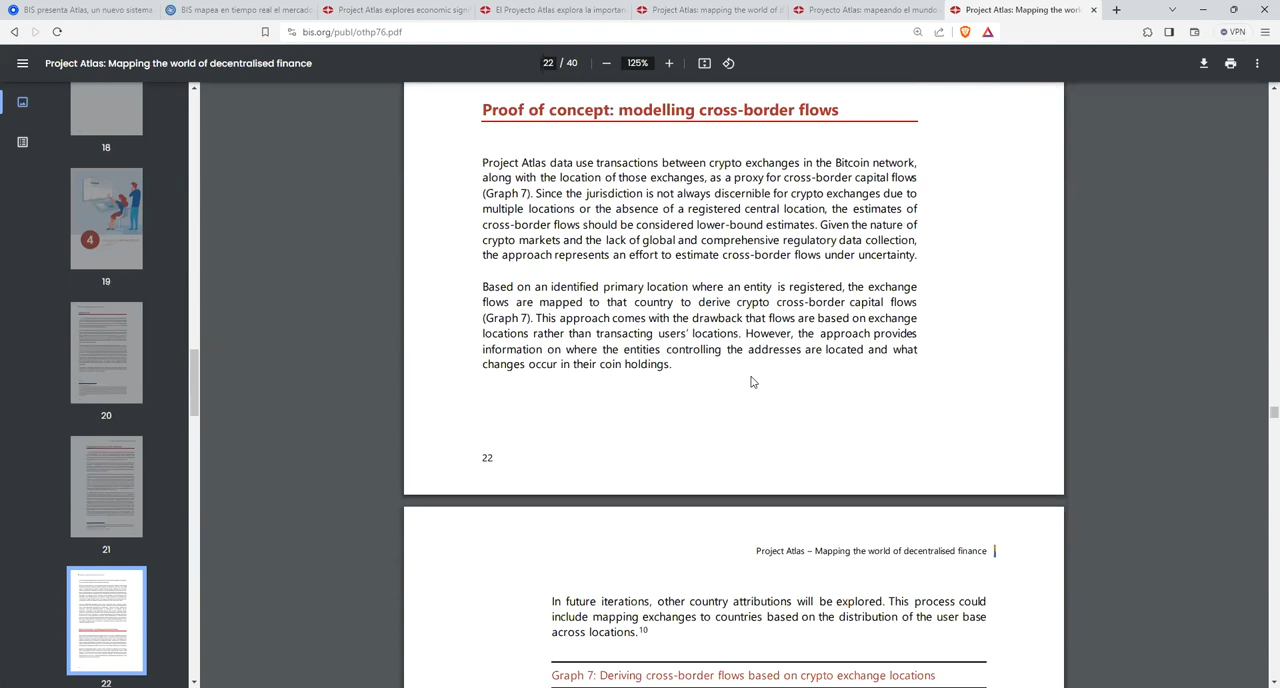 BIS presenta Atlas, un nuevo sistema
BIS mapea en tiempo real el mercado
Project Atlas explores economic sign
El Proyecto Atlas explora la importan
Project Atlas: mapping the world of d
Proyecto Atlas: mapeando el mundo
Project Atlas: Mapping the worl
bis.org/publ/othp76.pdf
VPN
Project Atlas: Mapping the world of decentralised finance
22 / 40
125%
18
4
19
20
21
22
Proof of concept: modelling cross-border flows
Project Atlas data use transactions between crypto exchanges in the Bitcoin network,
along with the location of those exchanges, as a proxy for cross-border capital flows
(Graph 7). Since the jurisdiction is not always discernible for crypto exchanges due to
multiple locations or the absence of a registered central location, the estimates of
cross-border flows should be considered lower-bound estimates. Given the nature of
crypto markets and the lack of global and comprehensive regulatory data collection,
the approach represents an effort to estimate cross-border flows under uncertainty.
Based on an identified primary location where an entity is registered, the exchange
flows are mapped to that country to derive crypto cross-border capital flows
(Graph 7). This approach comes with the drawback that flows are based on exchange
locations rather than transacting users' locations. However, the approach provides
information on where the entities controlling the addresses are located and what
changes occur in their coin holdings.
22
Project Atlas – Mapping the world of decentralised finance
In future iterations, other country attributions will be explored. This process could
include mapping exchanges to countries based on the distribution of the user base
across locations.10
Graph 7: Deriving cross-border flows based on crypto exchange locations